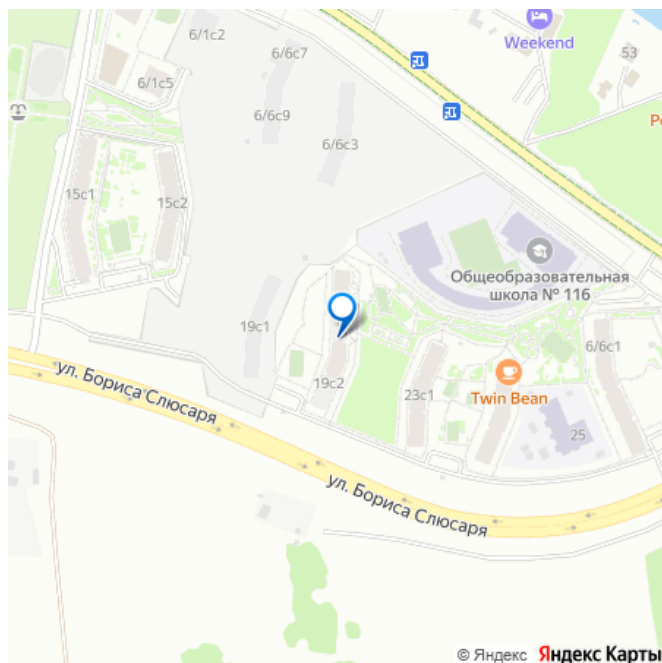 6/1с2
6/6с7
Weekend
53
6/1с5
6/6с9
6/6с3
15с1
15с2
Общеобразовательная
школа № 116
19с1
6/6с1
ул. Бориса Слюсаря
19с2
23с1
Twin Bean
25
ул. Бориса Слюсаря
© Яндекс Яндекс Карты